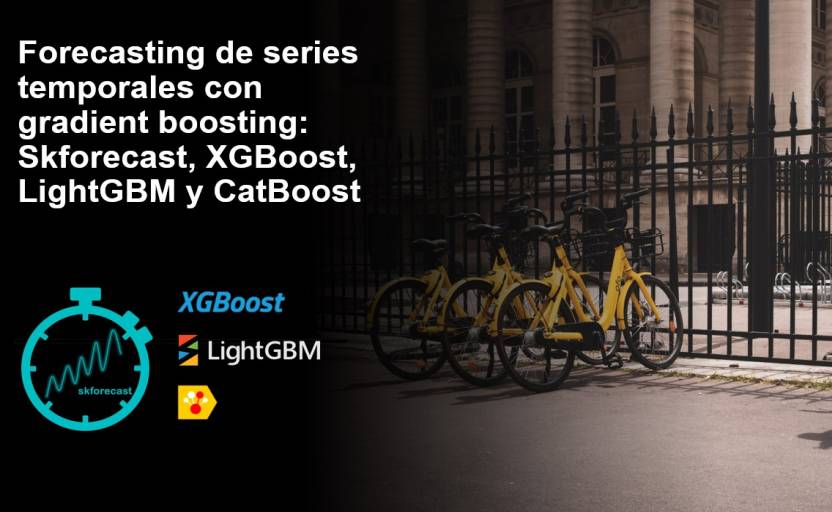 Forecasting de series
temporales con
gradient boosting:
Skforecast, XGBoost,
LightGBM y CatBoost
XGBoost
LightGBM
skforecast